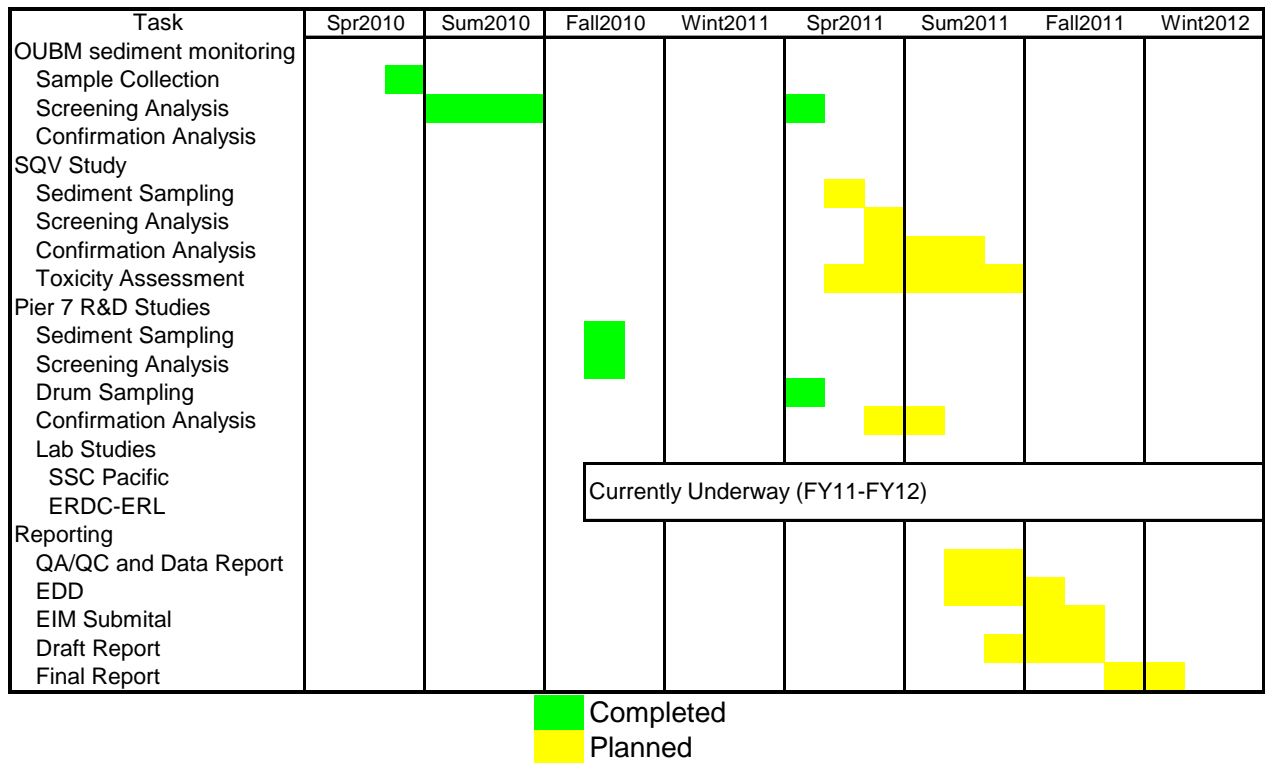 Task Spr2010 Sum2010 Fall2010 Wint2011 Spr2011 Sum2011 Fall2011 Wint2012
OUBM sediment monitoring
Sample Collection
Screening Analysis
Confirmation Analysis
SQV Study
Sediment Sampling
Screening Analysis
Confirmation Analysis
Toxicity Assessment
Pier 7 R&D Studies
Sediment Sampling
Screening Analysis
Drum Sampling
Confirmation Analysis
Lab Studies
SSC Pacific
Currently Underway (FY11-FY12)
ERDC-ERL
Reporting
QA/QC and Data Report
EDD
EIM Submital
Draft Report
Final Report
Completed
Planned